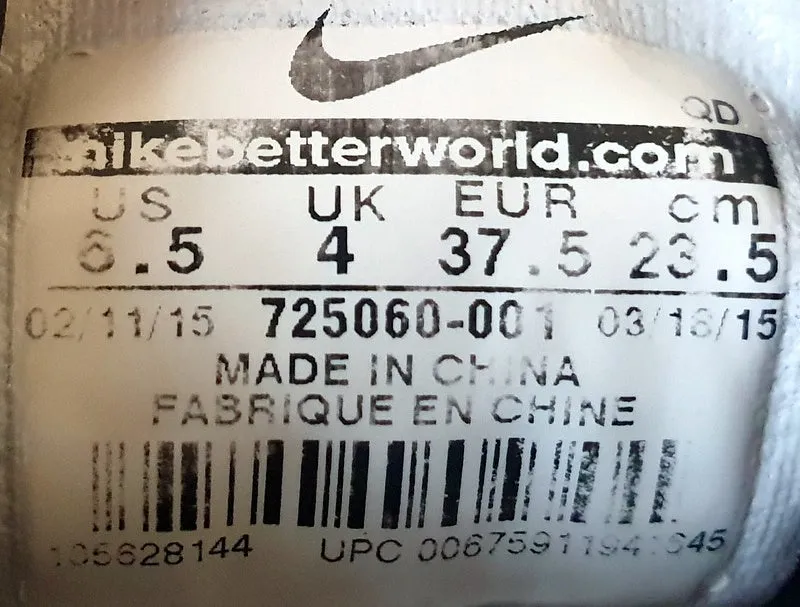 QD
nikebetterworld.com
US UK EUR cm
6.5 4 37.5 23.5
02/11/15 725060-001 03/18/15
MADE IN CHINA
FABRIQUE EN CHINE
UPC